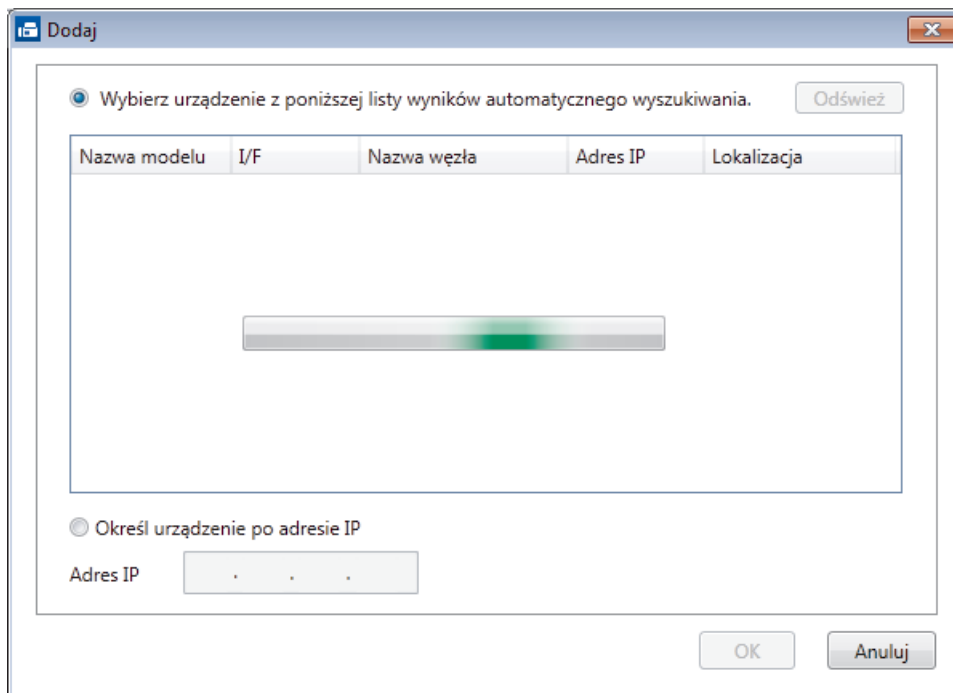 Dodaj
Wybierz urządzenie z poniższej listy wyników automatycznego wyszukiwania. Odśwież
Nazwa modelu I/F Nazwa węzła Adres IP Lokalizacja
Określ urządzenie po adresie IP
Adres IP . . .
OK Anuluj